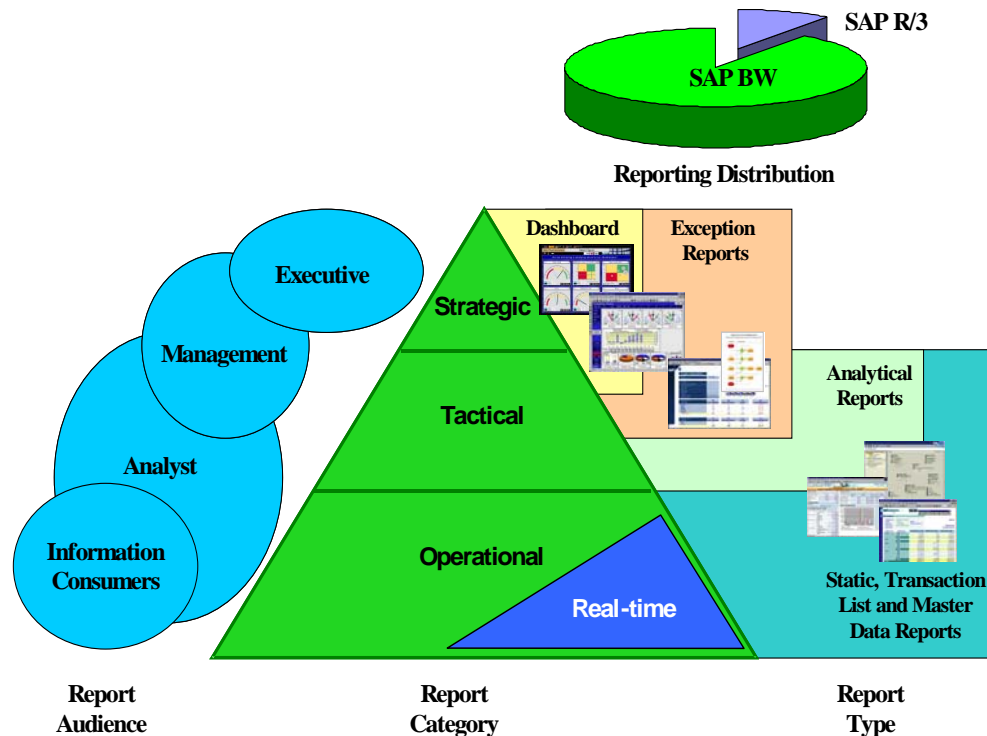 SAP R/3
SAP BW
Reporting Distribution
Executive
Management
Analyst
Information
Consumers
Strategic
Tactical
Operational
Real-time
Dashboard
Exception
Reports
Analytical
Reports
Static, Transaction
List and Master
Data Reports
Report
Audience
Report
Category
Report
Type